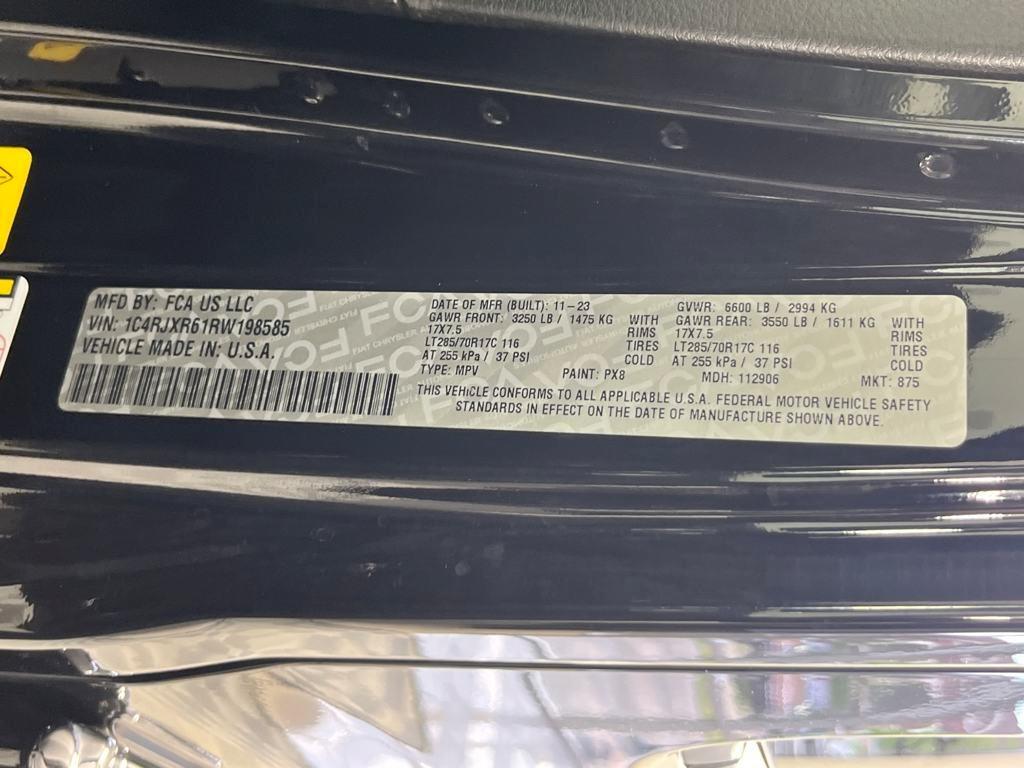 MFD BY: FCA US LLC
VIN: 1C4RJXR61RW198585
VEHICLE MADE IN: U.S.A.
DATE OF MFR (BUILT): 11-23
GAWR FRONT: 3250 LB / 1475 KG WITH
17X7.5 RIMS
LT285/70R17C 116 TIRES
AT 255 kPa / 37 PSI COLD
TYPE: MPV
GVWR: 6600 LB / 2994 KG
GAWR REAR: 3550 LB / 1611 KG WITH
17X7.5 RIMS
LT285/70R17C 116 TIRES
AT 255 kPa / 37 PSI COLD
PAINT: PX8 MDH: 112906 MKT: 875
THIS VEHICLE CONFORMS TO ALL APPLICABLE U.S.A. FEDERAL MOTOR VEHICLE SAFETY
STANDARDS IN EFFECT ON THE DATE OF MANUFACTURE SHOWN ABOVE.